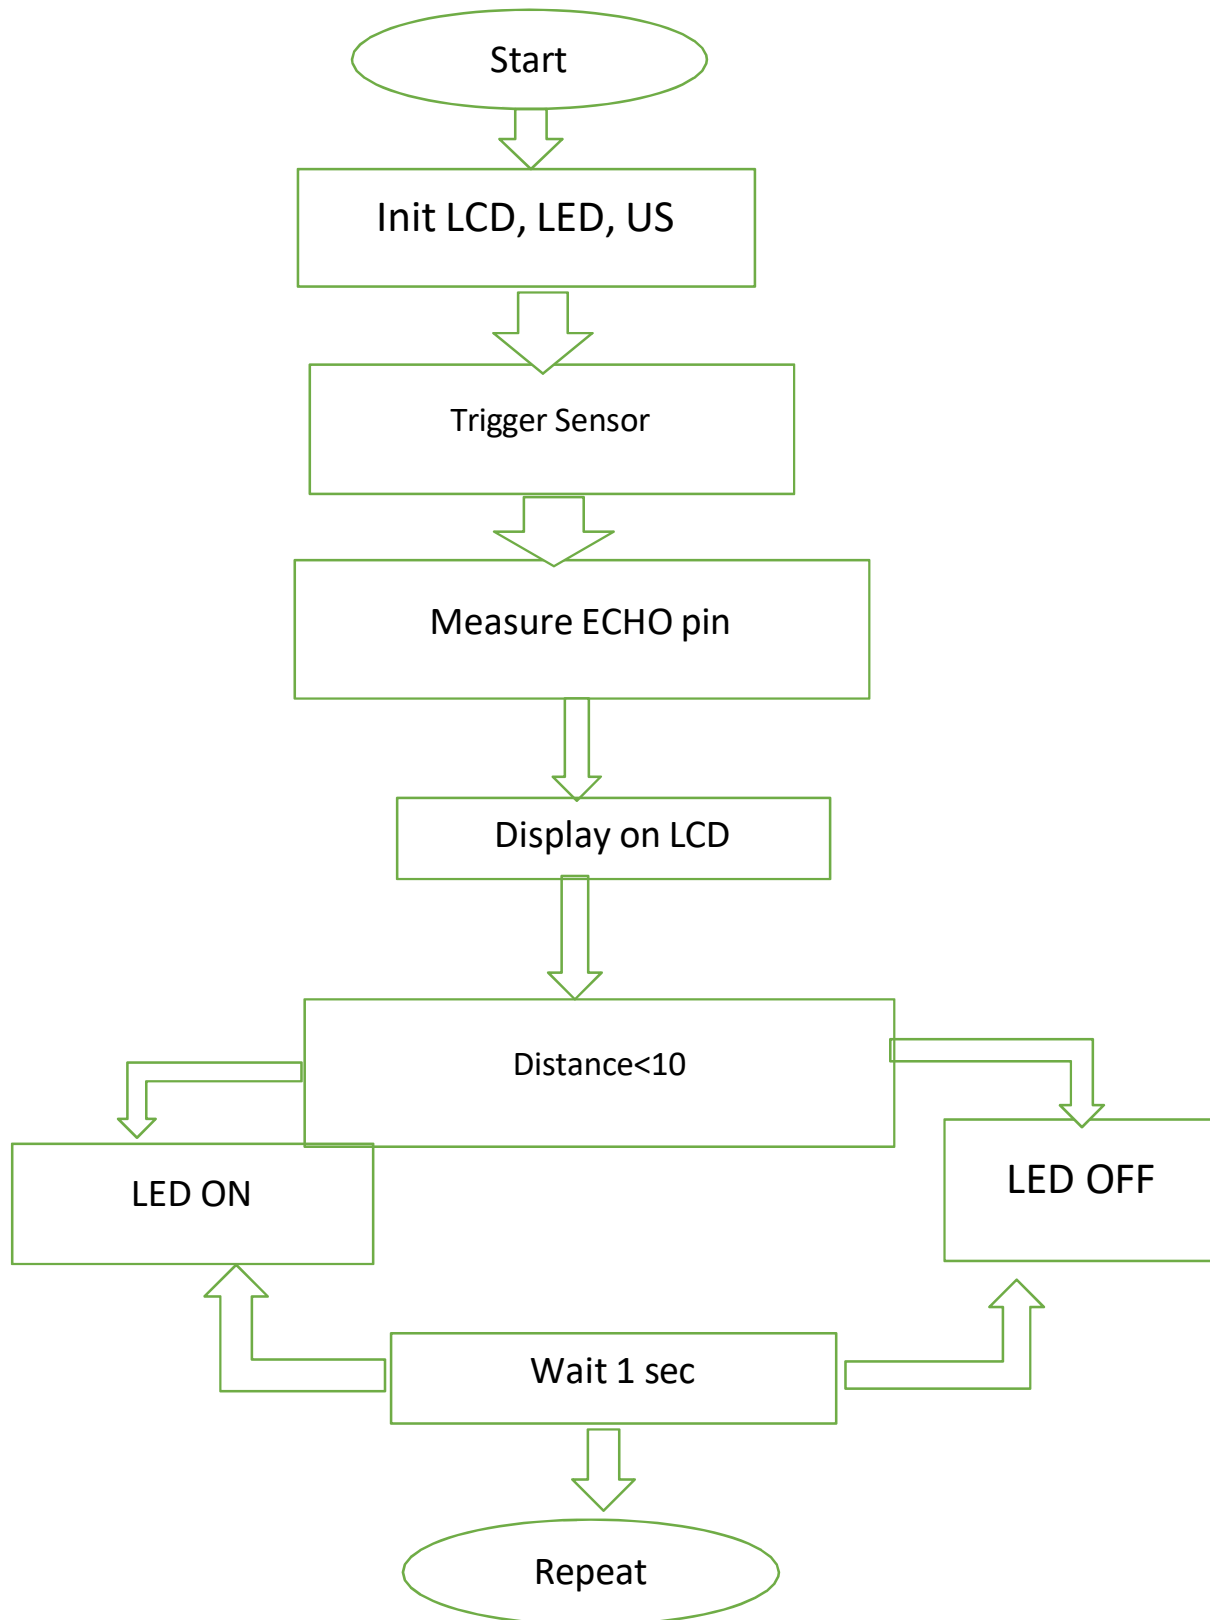 Start
Init LCD, LED, US
Trigger Sensor
Measure ECHO pin
Display on LCD
Distance<10
LED ON
LED OFF
Wait 1 sec
Repeat